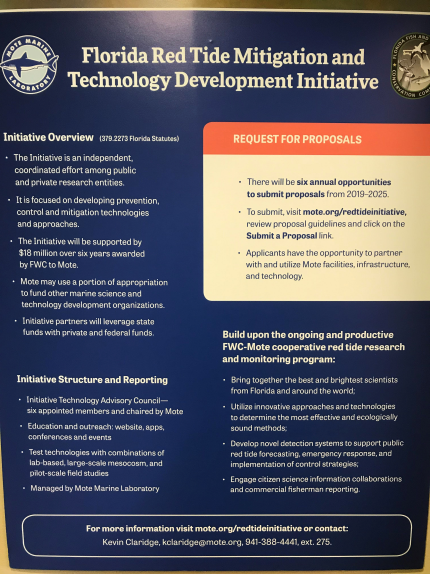 MOTE MARINE
LABORATORY
Florida Red Tide Mitigation and
Technology Development Initiative
Initiative Overview (379.2273 Florida Statutes)
• The Initiative is an independent,
coordinated effort among public
and private research entities.
• It is focused on developing prevention,
control and mitigation technologies
and approaches.
• The Initiative will be supported by
$18 million over six years awarded
by FWC to Mote.
• Mote may use a portion of appropriation
to fund other marine science and
technology development organizations.
• Initiative partners will leverage state
funds with private and federal funds.
Initiative Structure and Reporting
• Initiative Technology Advisory Council—
six appointed members and chaired by Mote
• Education and outreach: website, apps,
conferences and events
• Test technologies with combinations of
lab-based, large-scale mesocosm, and
pilot-scale field studies
• Managed by Mote Marine Laboratory
REQUEST FOR PROPOSALS
• There will be six annual opportunities
to submit proposals from 2019-2025.
• To submit, visit mote.org/redtideinitiative,
review proposal guidelines and click on the
Submit a Proposal link.
• Applicants have the opportunity to partner
with and utilize Mote facilities, infrastructure,
and technology.
Build upon the ongoing and productive
FWC-Mote cooperative red tide research
and monitoring program:
• Bring together the best and brightest scientists
from Florida and around the world;
• Utilize innovative approaches and technologies
to determine the most effective and ecologically
sound methods;
• Develop novel detection systems to support public
red tide forecasting, emergency response, and
implementation of control strategies;
• Engage citizen science information collaborations
and commercial fisherman reporting.
For more information visit mote.org/redtideinitiative or contact:
Kevin Claridge, kclaridge@mote.org, 941-388-4441, ext. 275.